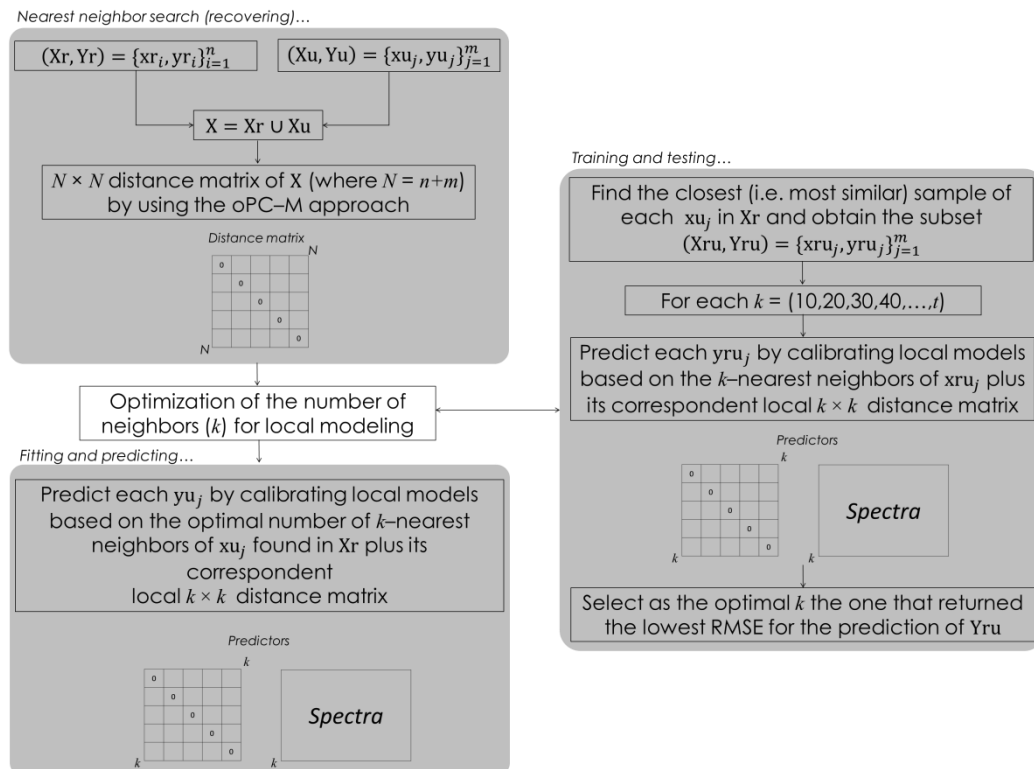 Nearest neighbor search (recovering)…
(Xr, Yr) = {xrᵢ, yrᵢ}ⁿᵢ₌₁
(Xu, Yu) = {xuⱼ, yuⱼ}ᵐⱼ₌₁
X = Xr ∪ Xu
N × N distance matrix of X (where N = n+m)
by using the oPC–M approach
Distance matrix
N
0
0
0
0
0
N
Optimization of the number of
neighbors (k) for local modeling
Fitting and predicting…
Predict each yuⱼ by calibrating local models
based on the optimal number of k–nearest
neighbors of xuⱼ found in Xr plus its
correspondent
local k × k distance matrix
Predictors
k
0
0
0
0
0
k
Spectra
k
Training and testing…
Find the closest (i.e. most similar) sample of
each xuⱼ in Xr and obtain the subset
(Xru, Yru) = {xruⱼ, yruⱼ}ᵐⱼ₌₁
For each k = (10,20,30,40,…,t)
Predict each yruⱼ by calibrating local models
based on the k–nearest neighbors of xruⱼ plus
its correspondent local k × k distance matrix
Predictors
k
0
0
0
0
0
k
Spectra
k
Select as the optimal k the one that returned
the lowest RMSE for the prediction of Yru